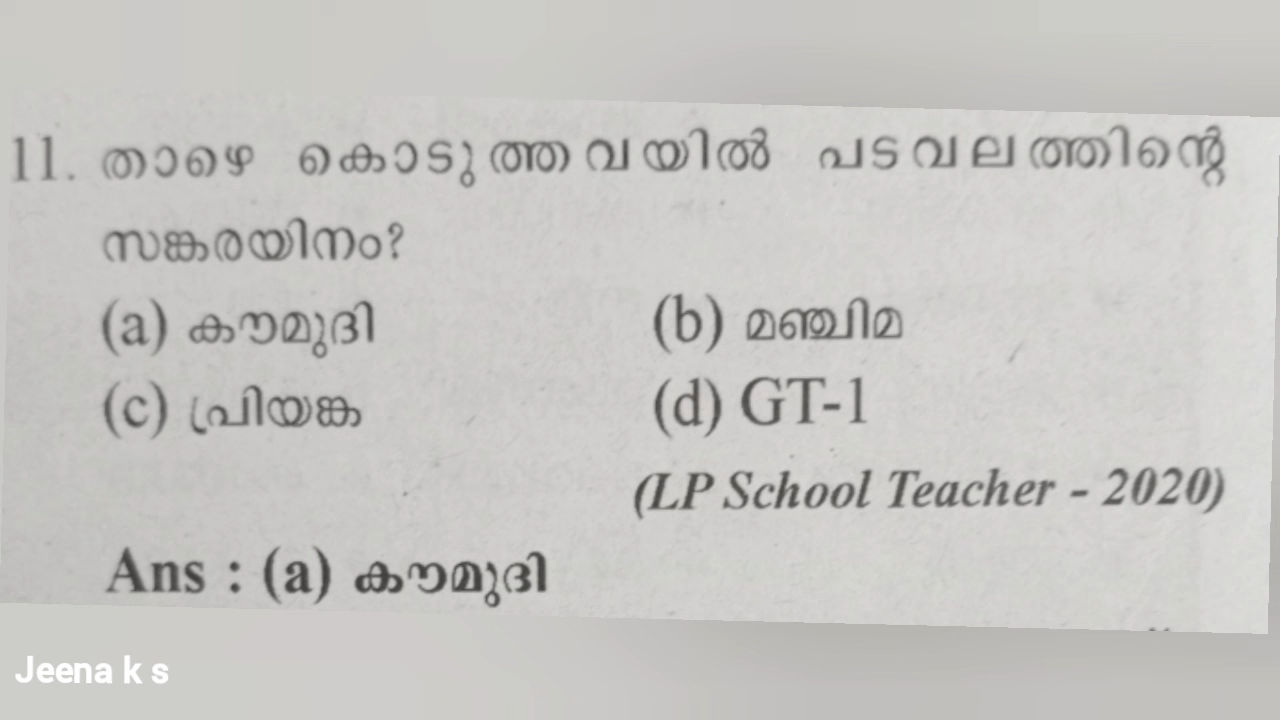 11. താഴെ കൊടുത്തവയിൽ പടവലത്തിന്റെ
സങ്കരയിനം?
(a) കൗമുദി (b) മഞ്ചിമ
(c) പ്രിയങ്ക (d) GT-1
(LP School Teacher - 2020)
Ans : (a) കൗമുദി
Jeena k s